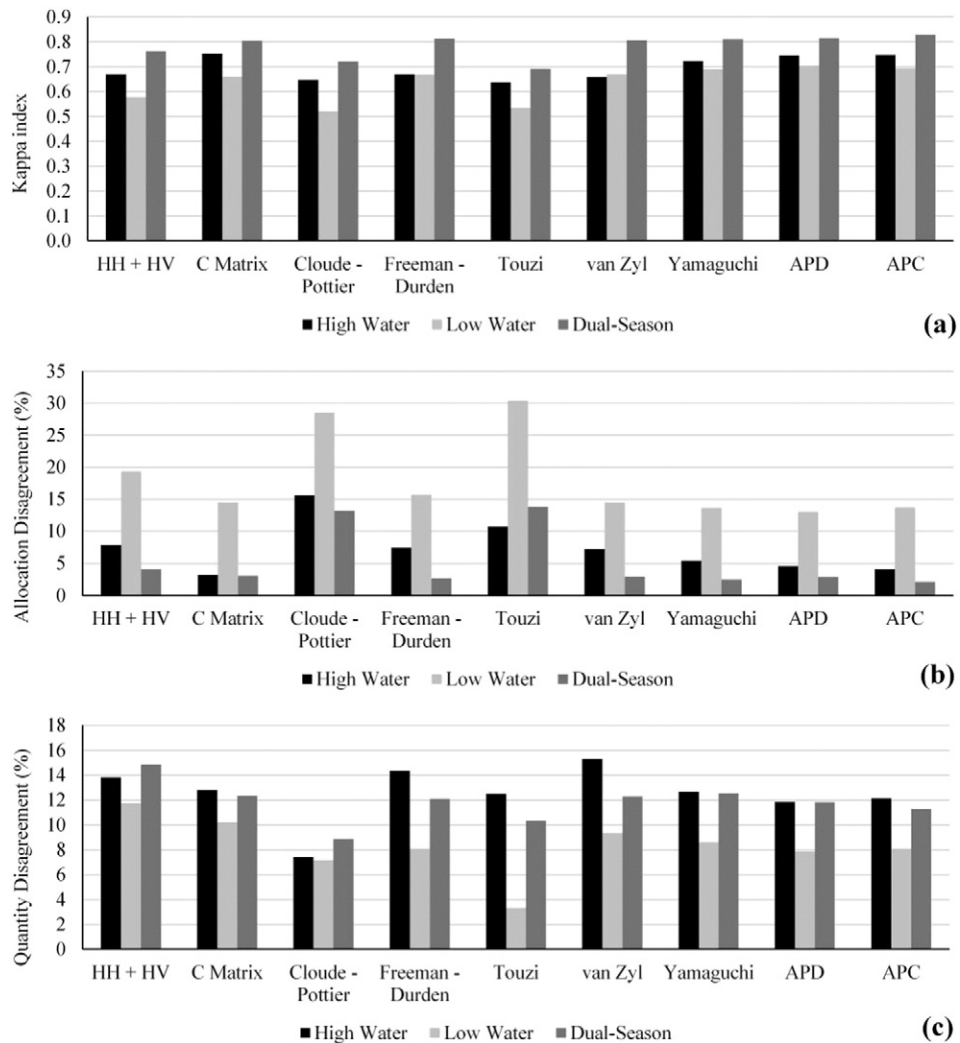 0.9
0.8
0.7
0.6
0.5
0.4
0.3
0.2
0.1
0.0
Kappa index
HH + HV C Matrix Cloude - Freeman - Touzi van Zyl Yamaguchi APD APC
Pottier Durden
High Water Low Water Dual-Season
(a)
35
30
25
20
15
10
5
0
Allocation Disagreement (%)
HH + HV C Matrix Cloude - Freeman - Touzi van Zyl Yamaguchi APD APC
Pottier Durden
High Water Low Water Dual-Season
(b)
18
16
14
12
10
8
6
4
2
0
Quantity Disagreement (%)
HH + HV C Matrix Cloude - Freeman - Touzi van Zyl Yamaguchi APD APC
Pottier Durden
High Water Low Water Dual-Season
(c)